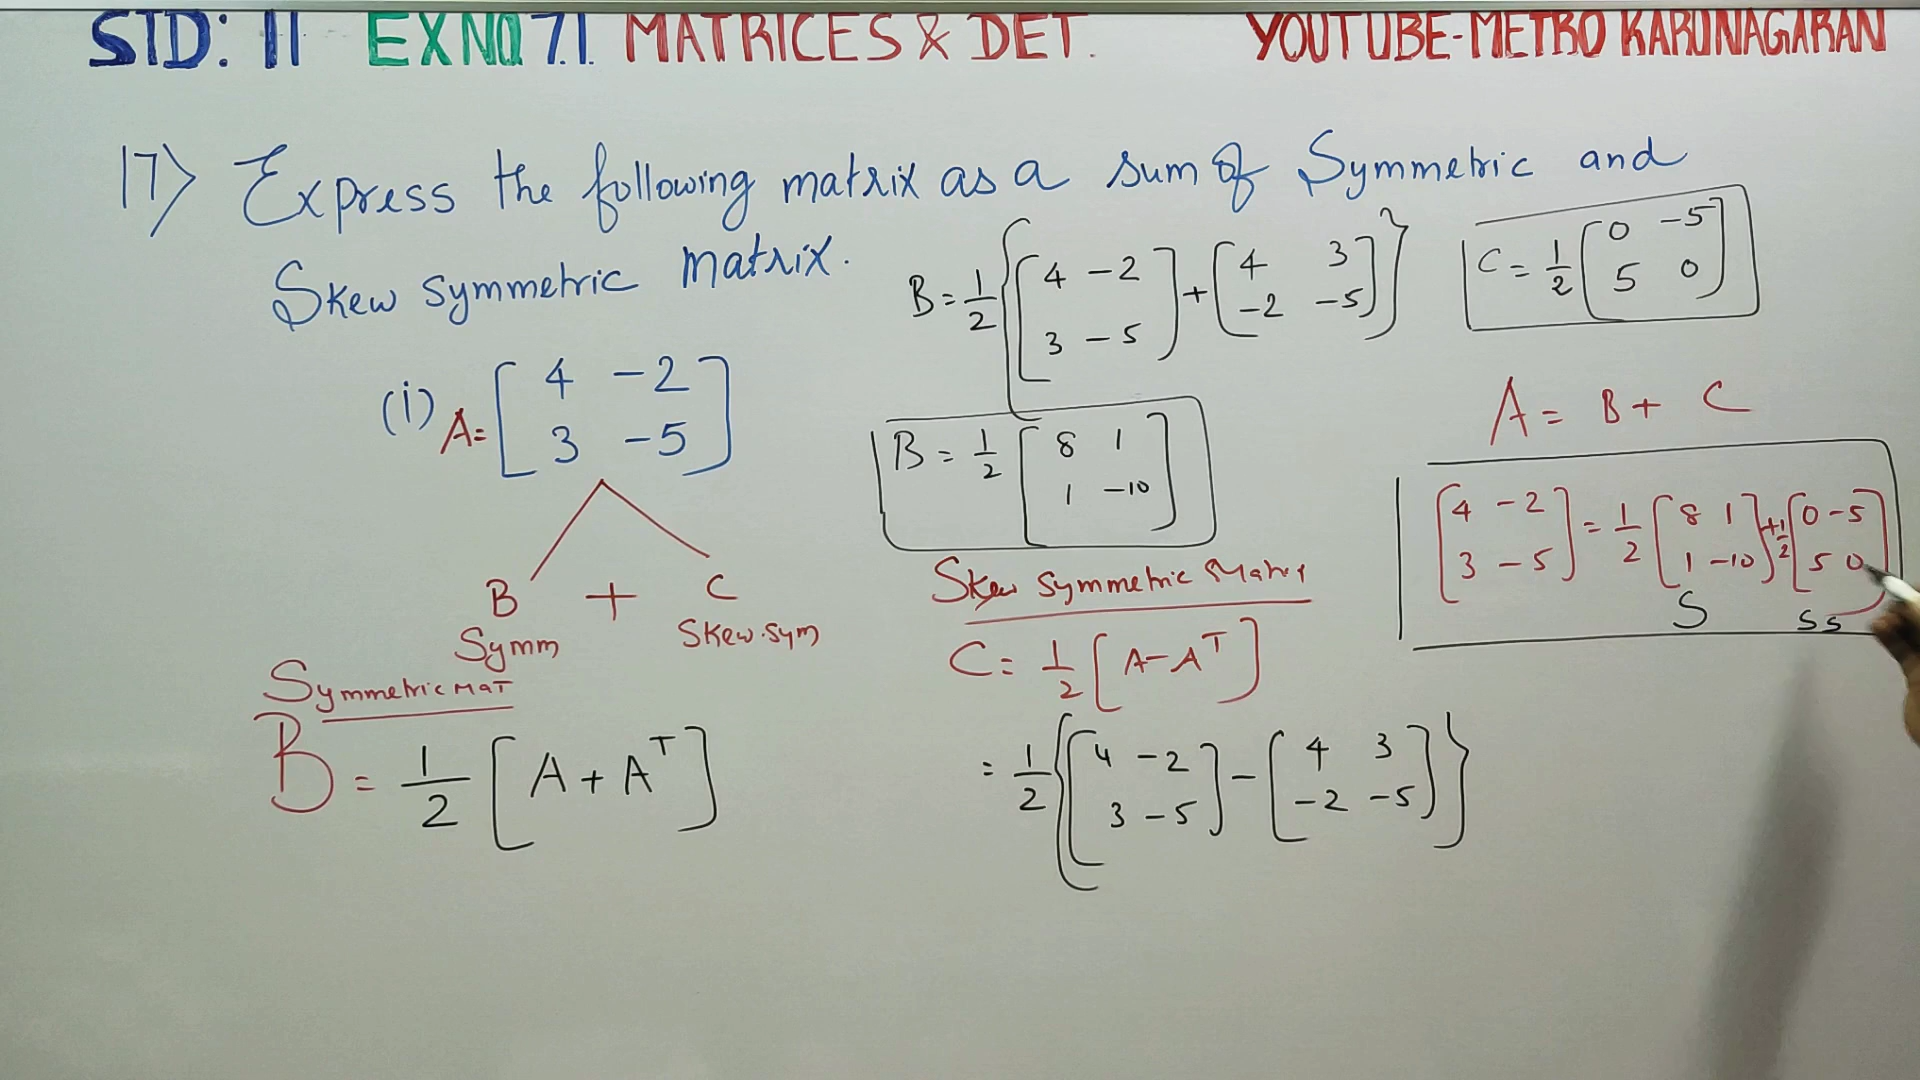 STD: 11 EX NO 7.1. MATRICES & DET. YOUTUBE-METRO KARUNAGARAN
17) Express the following matrix as a sum of Symmetric and
Skew symmetric matrix.
(i) A = [4 -2
3 -5]
B + C
Symm Skew.sym
Symmetric MAT
B = 1/2 [A + A^T]
B = 1/2 {[4 -2
3 -5] + [4 3
-2 -5]}
B = 1/2 [8 1
1 -10]
Skew symmetric
C = 1/2 [A - A^T]
= 1/2 {[4 -2
3 -5] - [4 3
-2 -5]}
C = 1/2 [0 -5
5 0]
A = B + C
[4 -2
3 -5] = 1/2 [8 1
1 -10] + 1/2 [0 -5
5 0]
S SS